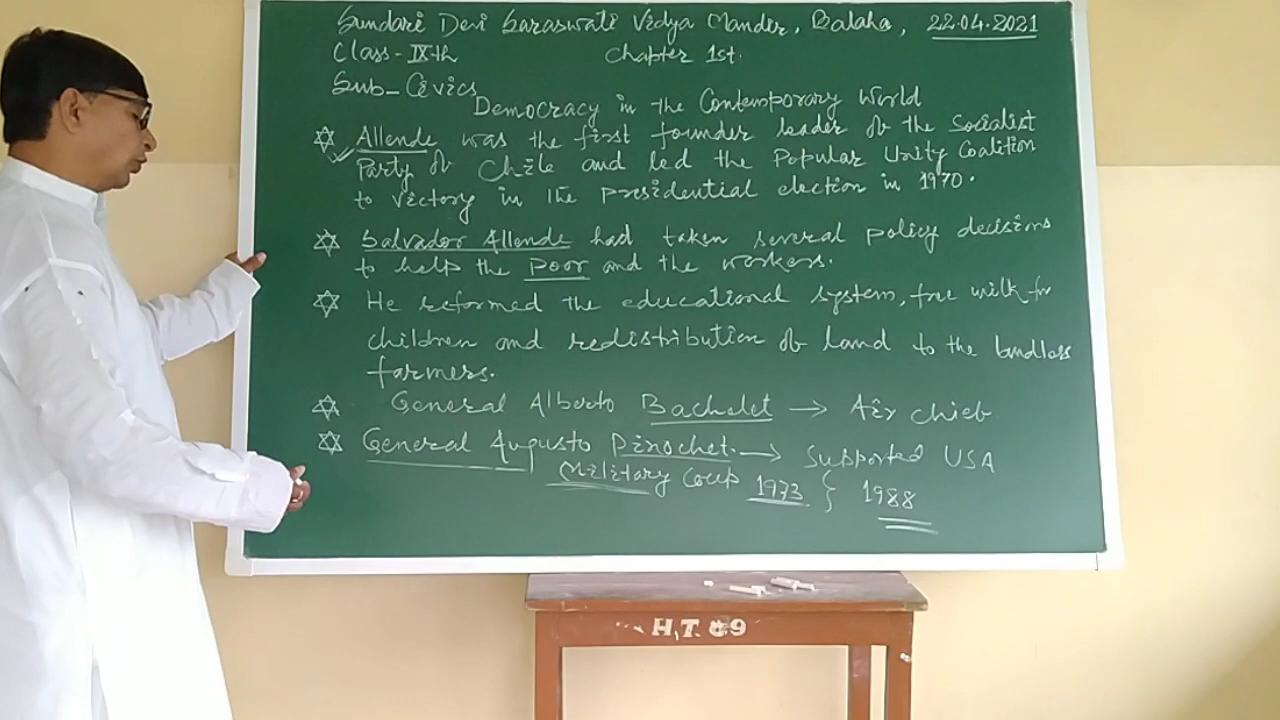 Sundari Devi Saraswati Vidya Mander, Balaha, 22.04.2021
Class-IXth Chapter 1st.
Sub-Civics
Democracy in the Contemporary World
Allende was the first founder leader of the Socialist
Party of Chile and led the Popular Unity Coalition
to victory in the presidential election in 1970.
Salvador Allende had taken several policy decisions
to help the poor and the workers.
He reformed the educational system, free milk for
children and redistribution of land to the landless
farmers.
General Alberto Bachelet → Air chief
General Augusto Pinochet. → Supported USA
Military Coup 1973 } 1988
H.T. 09